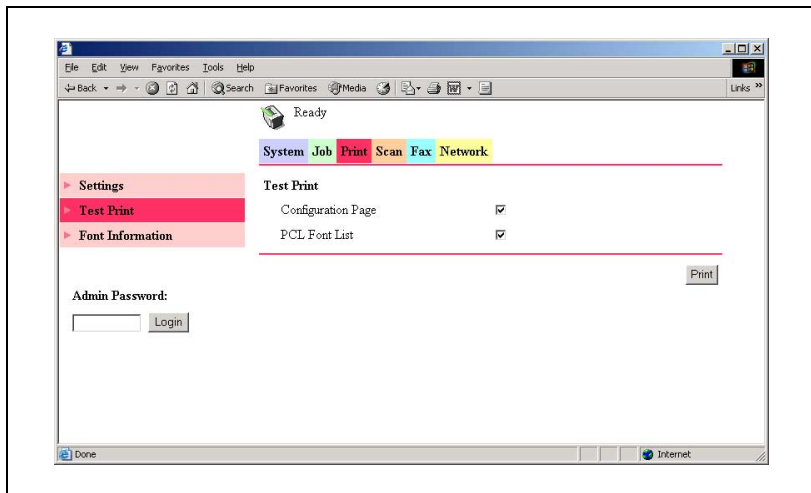 File Edit View Favorites Tools Help
Back Search Favorites Media Links »
Ready
System Job Print Scan Fax Network
Settings
Test Print
Font Information
Test Print
Configuration Page
PCL Font List
Print
Admin Password:
Login
Done Internet